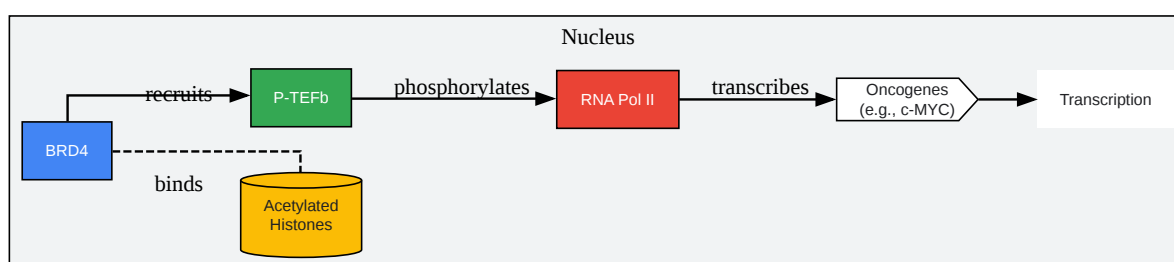 Nucleus
recruits
P-TEFb
phosphorylates
RNA Pol II
transcribes
Oncogenes
(e.g., c-MYC)
Transcription
BRD4
binds
Acetylated
Histones